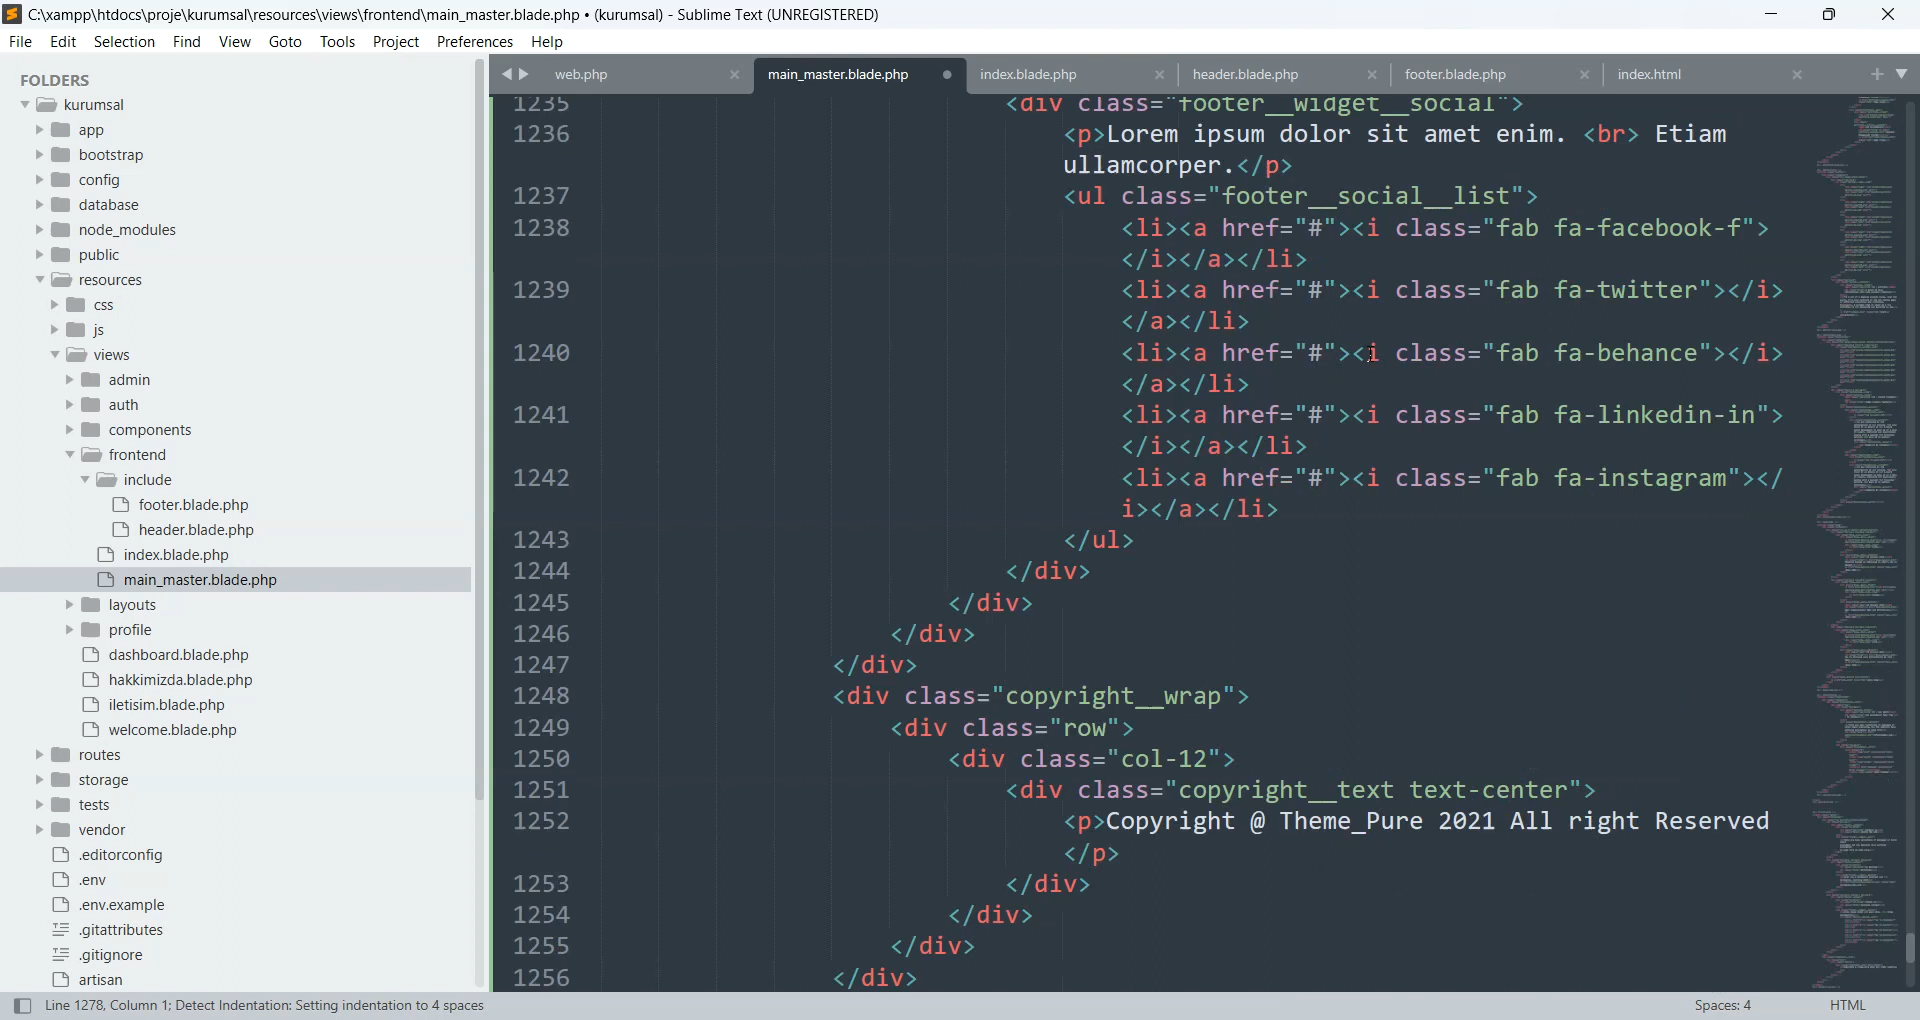 C:\xampp\htdocs\proje\kurumsal\resources\views\frontend\main_master.blade.php • (kurumsal) - Sublime Text (UNREGISTERED)
File Edit Selection Find View Goto Tools Project Preferences Help
FOLDERS
kurumsal
app
bootstrap
config
database
node_modules
public
resources
css
js
views
admin
auth
components
frontend
include
footer.blade.php
header.blade.php
index.blade.php
main_master.blade.php
layouts
profile
dashboard.blade.php
hakkimizda.blade.php
iletisim.blade.php
welcome.blade.php
routes
storage
tests
vendor
.editorconfig
.env
.env.example
.gitattributes
.gitignore
artisan
web.php main_master.blade.php index.blade.php header.blade.php footer.blade.php index.html
1235 <div class="footer__widget__social">
1236 <p>Lorem ipsum dolor sit amet enim. <br> Etiam
ullamcorper.</p>
1237 <ul class="footer__social__list">
1238 <li><a href="#"><i class="fab fa-facebook-f">
</i></a></li>
1239 <li><a href="#"><i class="fab fa-twitter"></i>
</a></li>
1240 <li><a href="#"><i class="fab fa-behance"></i>
</a></li>
1241 <li><a href="#"><i class="fab fa-linkedin-in">
</i></a></li>
1242 <li><a href="#"><i class="fab fa-instagram"></
i></a></li>
1243 </ul>
1244 </div>
1245 </div>
1246 </div>
1247 </div>
1248 <div class="copyright__wrap">
1249 <div class="row">
1250 <div class="col-12">
1251 <div class="copyright__text text-center">
1252 <p>Copyright @ Theme_Pure 2021 All right Reserved
</p>
1253 </div>
1254 </div>
1255 </div>
1256 </div>
Line 1278, Column 1; Detect Indentation: Setting indentation to 4 spaces
Spaces: 4 HTML